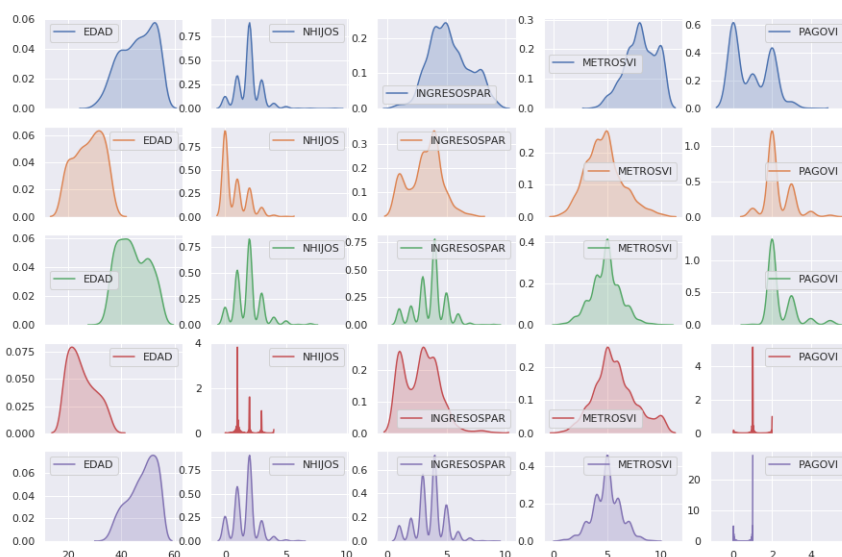 0.06 0.3
EDAD NHIJOS PAGOVI
0.75 0.2 0.6
0.04 0.2
0.50 METROSVI 0.4
0.02 0.1 0.1
0.25 INGRESOSPAR 0.2
0.00 0.00 0.0 0.0 0.0
0.06 EDAD NHIJOS INGRESOSPAR
0.75 0.3 0.2 1.0
0.04 METROSVI PAGOVI
0.50 0.2
0.02 0.1 0.5
0.25 0.1
0.00 0.00 0.0 0.0 0.0
0.06 0.75 0.4
NHIJOS INGRESOSPAR METROSVI PAGOVI
0.75
0.04 EDAD 0.50 1.0
0.50 0.2
0.02 0.25 0.5
0.25
0.00 0.00 0.00 0.0 0.0
0.075 EDAD 4 NHIJOS PAGOVI
0.2 0.2 4
0.050
2
0.025 0.1 INGRESOSPAR 0.1 METROSVI 2
0.000 0 0.0 0.0 0
0.06 EDAD NHIJOS INGRESOSPAR METROSVI PAGOVI
0.75 0.6 0.4
0.04 20
0.50 0.4
0.2
0.02 0.25 0.2 10
0.00 0.00 0.0 0.0 0
20 40 60 0 5 10 0 5 10 0 5 10 0 2 4